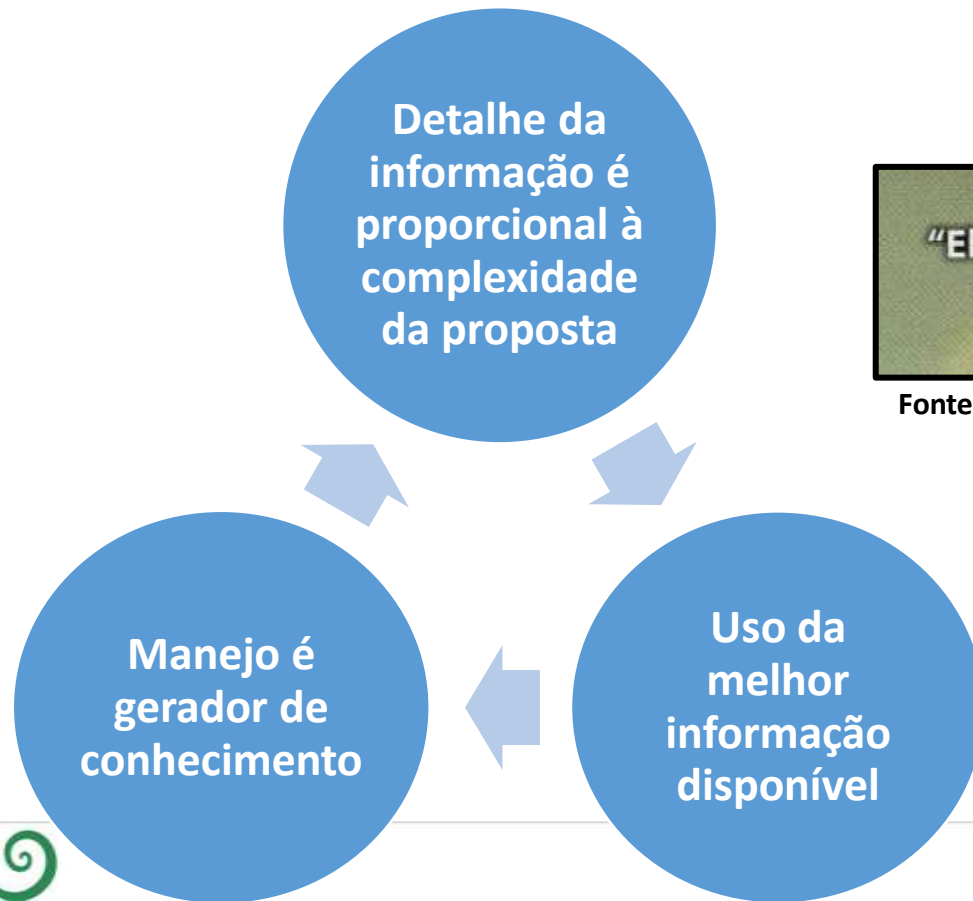 Detalhe da
informação é
proporcional à
complexidade
da proposta
Fonte
Uso da
melhor
informação
disponível
Manejo é
gerador de
conhecimento